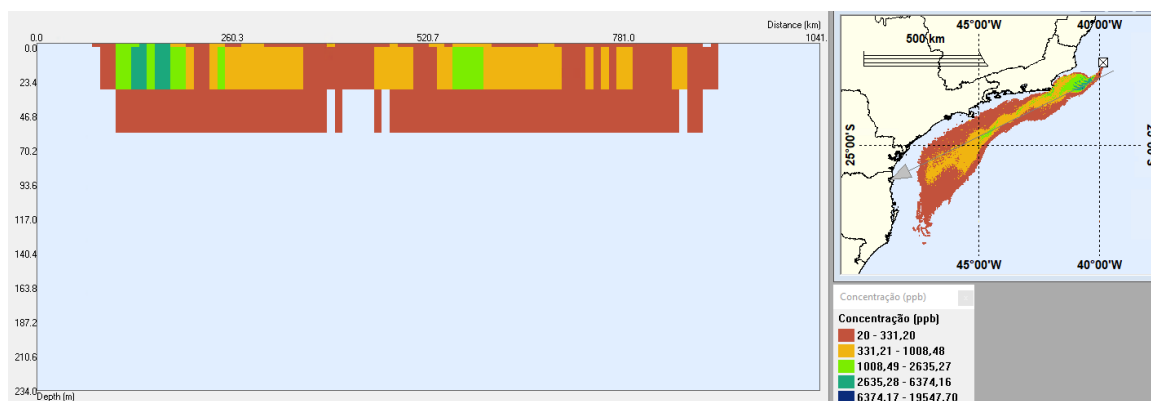 Distance [km]
0.0 260.3 520.7 781.0 1041.
0.0
23.4
46.8
70.2
93.6
117.0
140.4
163.8
187.2
210.6
234.0
Depth [m]
45°00'W 40°00'W
500 km
25°00'S
45°00'W 40°00'W
Concentração (ppb)
Concentração (ppb)
20 - 331,20
331,21 - 1008,48
1008,49 - 2635,27
2635,28 - 6374,16
6374,17 - 19547,70